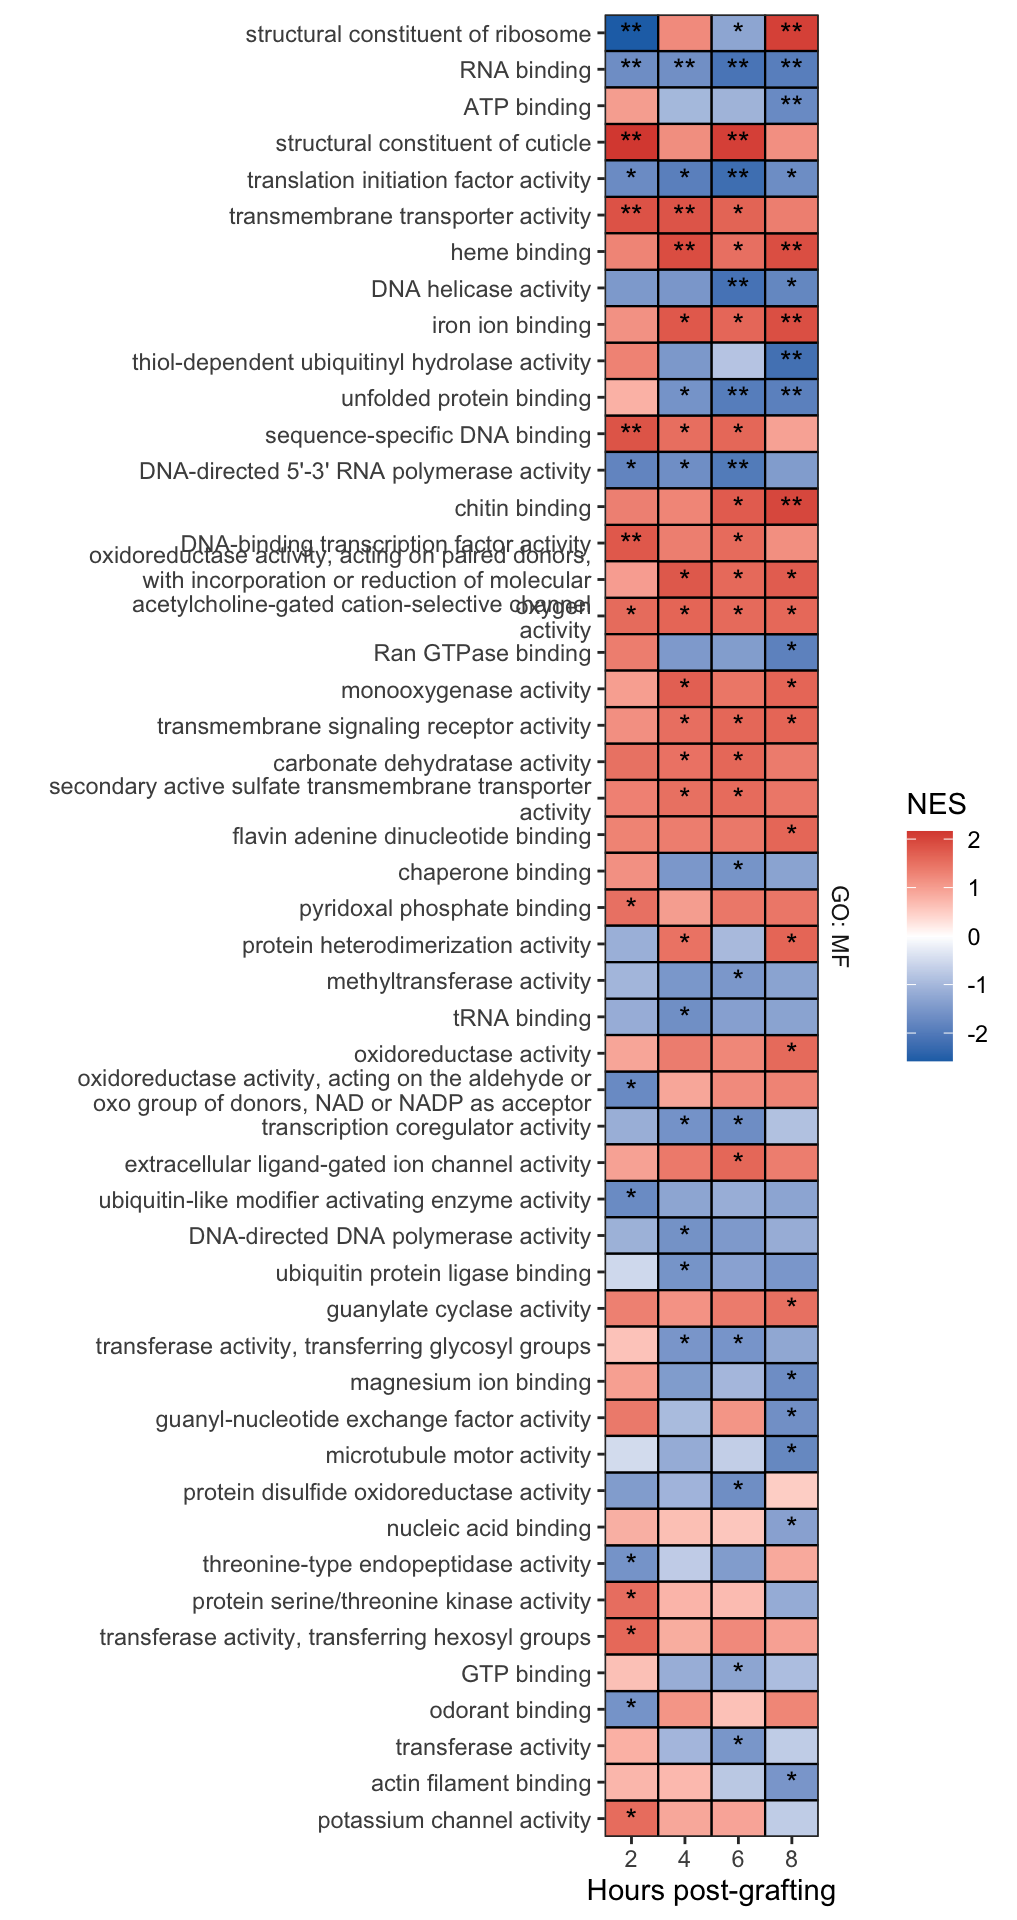 structural constituent of ribosome ** * **
RNA binding ** ** ** **
ATP binding **
structural constituent of cuticle ** **
translation initiation factor activity * * ** *
transmembrane transporter activity ** ** *
heme binding ** * **
DNA helicase activity ** *
iron ion binding * * **
thiol-dependent ubiquitinyl hydrolase activity **
unfolded protein binding * ** **
sequence-specific DNA binding ** * *
DNA-directed 5'-3' RNA polymerase activity * * **
chitin binding * **
DNA-binding transcription factor activity ** *
oxidoreductase activity, acting on paired donors,
with incorporation or reduction of molecular * * *
oxygen
acetylcholine-gated cation-selective channel
activity * * * *
Ran GTPase binding *
monooxygenase activity * *
transmembrane signaling receptor activity * * *
carbonate dehydratase activity * *
secondary active sulfate transmembrane transporter
activity * *
flavin adenine dinucleotide binding *
chaperone binding *
pyridoxal phosphate binding *
protein heterodimerization activity * *
methyltransferase activity *
tRNA binding *
oxidoreductase activity *
oxidoreductase activity, acting on the aldehyde or
oxo group of donors, NAD or NADP as acceptor *
transcription coregulator activity * *
extracellular ligand-gated ion channel activity *
ubiquitin-like modifier activating enzyme activity *
DNA-directed DNA polymerase activity *
ubiquitin protein ligase binding *
guanylate cyclase activity *
transferase activity, transferring glycosyl groups * *
magnesium ion binding *
guanyl-nucleotide exchange factor activity *
microtubule motor activity *
protein disulfide oxidoreductase activity *
nucleic acid binding *
threonine-type endopeptidase activity *
protein serine/threonine kinase activity *
transferase activity, transferring hexosyl groups *
GTP binding *
odorant binding *
transferase activity *
actin filament binding *
potassium channel activity *
2 4 6 8
Hours post-grafting
GO: MF
NES
2
1
0
-1
-2